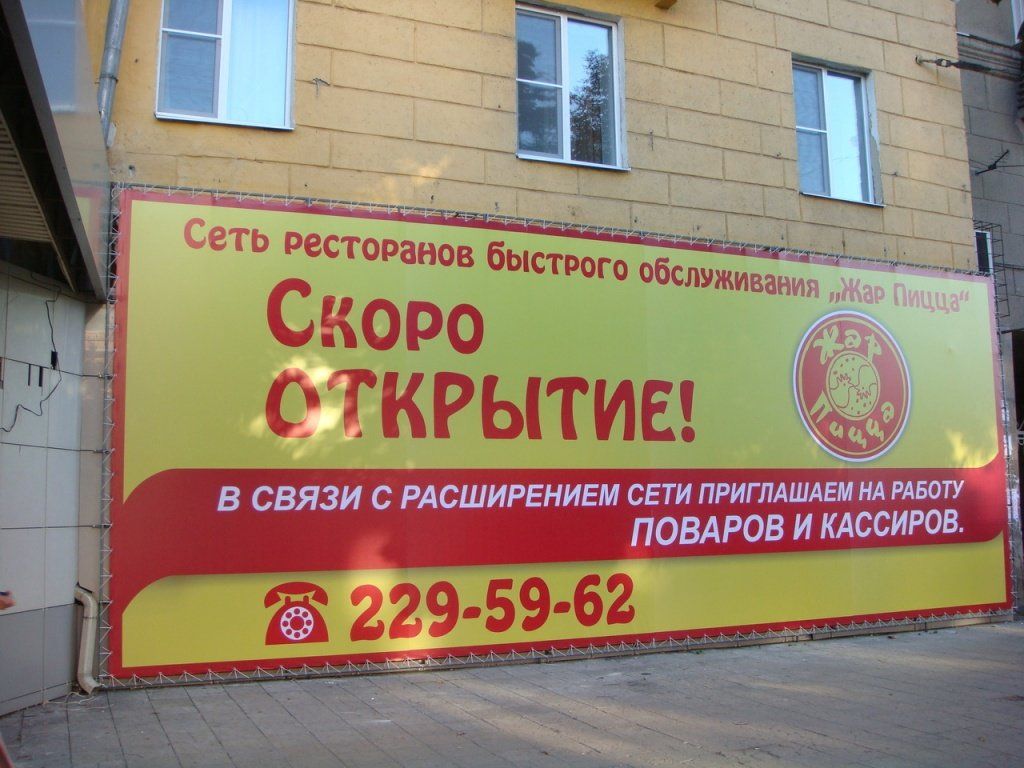 Сеть ресторанов быстрого обслуживания „Жар Пицца“
Скоро
открытие!
Жар
Пицца
В СВЯЗИ С РАСШИРЕНИЕМ СЕТИ ПРИГЛАШАЕМ НА РАБОТУ
ПОВАРОВ И КАССИРОВ.
229-59-62